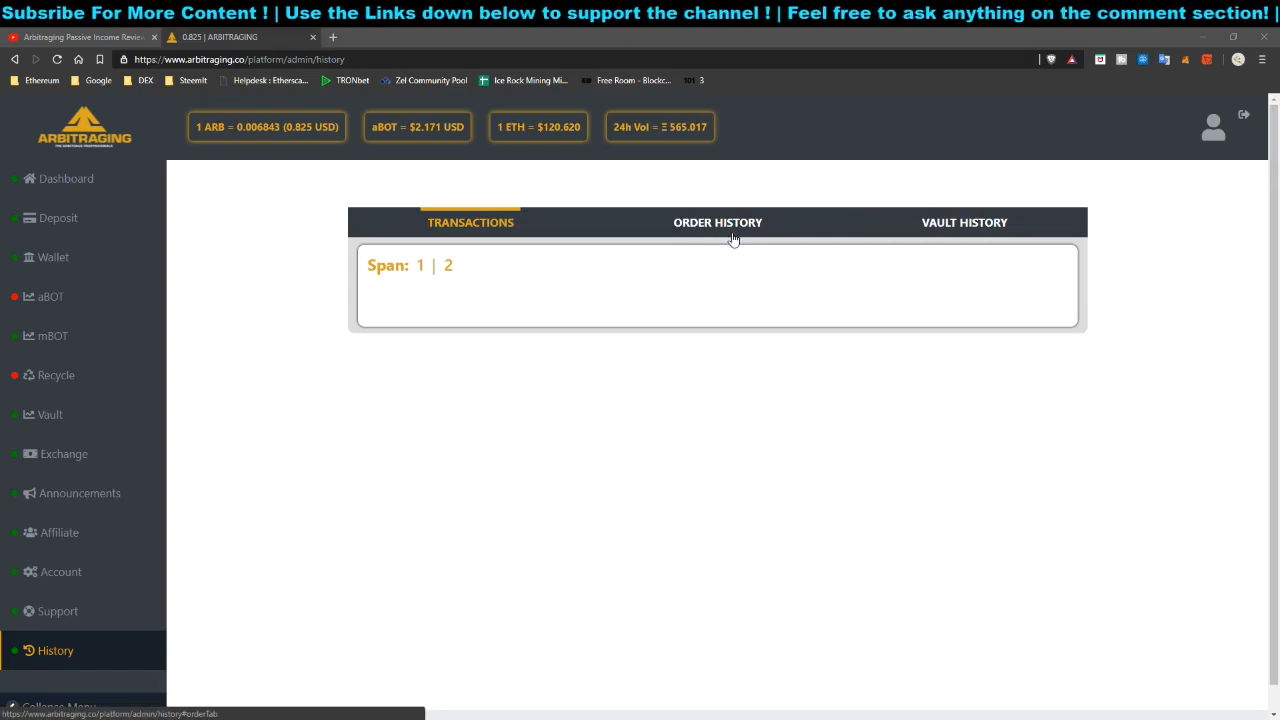 Subsribe For More Content ! | Use the Links down below to support the channel ! | Feel free to ask anything on the comment section! |
Arbitraging Passive Income Review
0.825 | ARBITRAGING
https://www.arbitraging.co/platform/admin/history
Ethereum
Google
DEX
SteemIt
Helpdesk : Ethersca...
TRONbet
Zel Community Pool
Ice Rock Mining Mi...
Free Room - Blockc...
101 3
ARBITRAGING
1 ARB = 0.006843 (0.825 USD)
aBOT = $2.171 USD
1 ETH = $120.620
24h Vol = Ξ 565.017
Dashboard
Deposit
Wallet
aBOT
mBOT
Recycle
Vault
Exchange
Announcements
Affiliate
Account
Support
History
Collapse Menu
TRANSACTIONS
ORDER HISTORY
VAULT HISTORY
Span: 1 | 2
https://www.arbitraging.co/platform/admin/history#orderTab